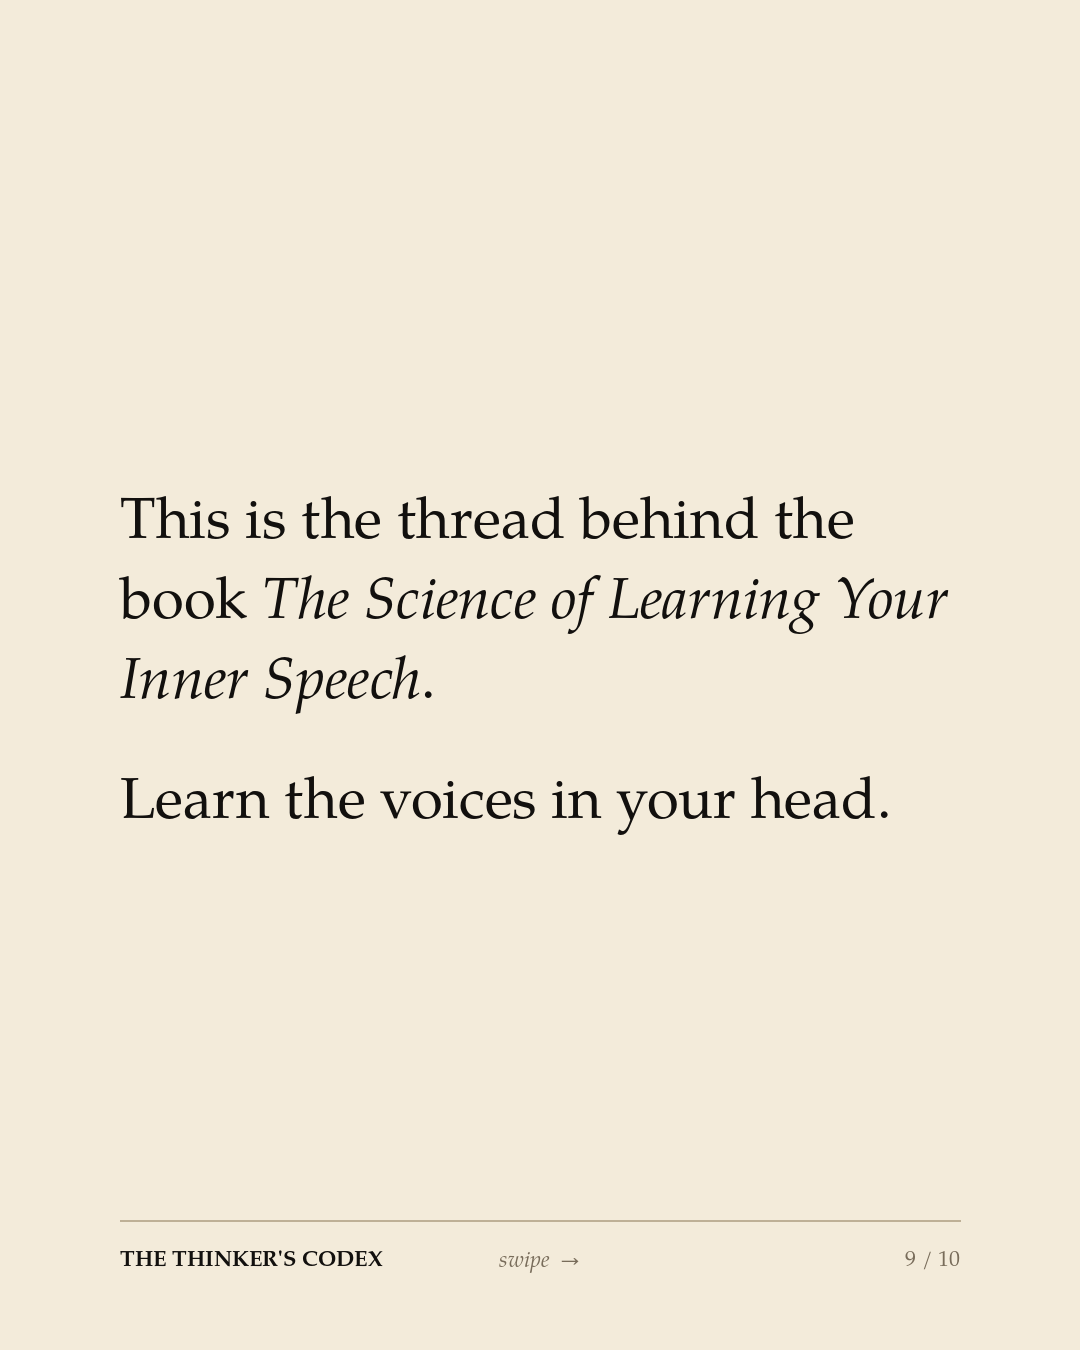 This is the thread behind the
book The Science of Learning Your
Inner Speech.
Learn the voices in your head.
THE THINKER'S CODEX
swipe →
9 / 10